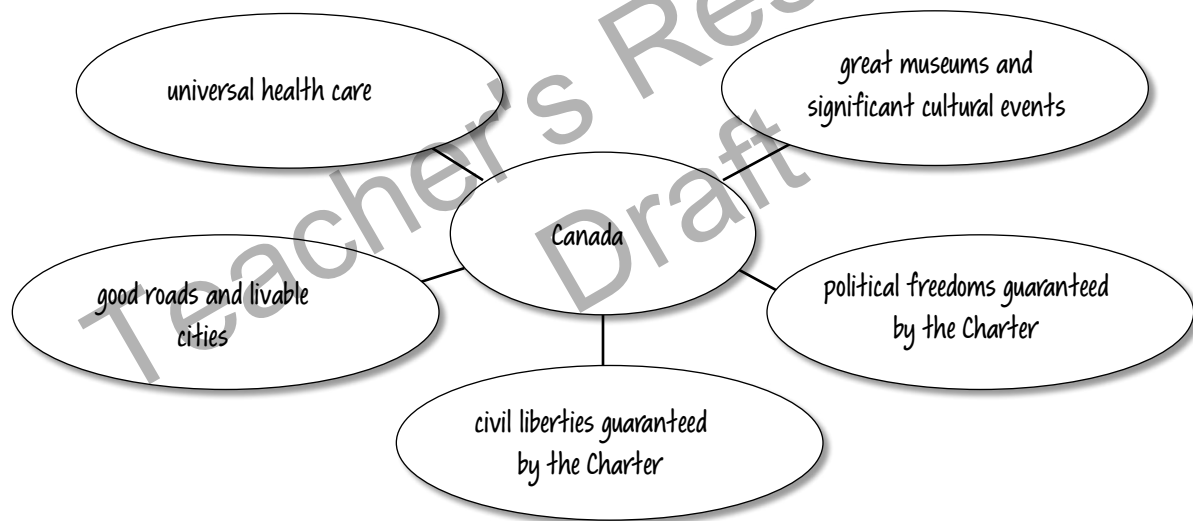 universal health care
great museums and
significant cultural events
Canada
good roads and livable
cities
political freedoms guaranteed
by the Charter
civil liberties guaranteed
by the Charter
Teacher's Res
Draft